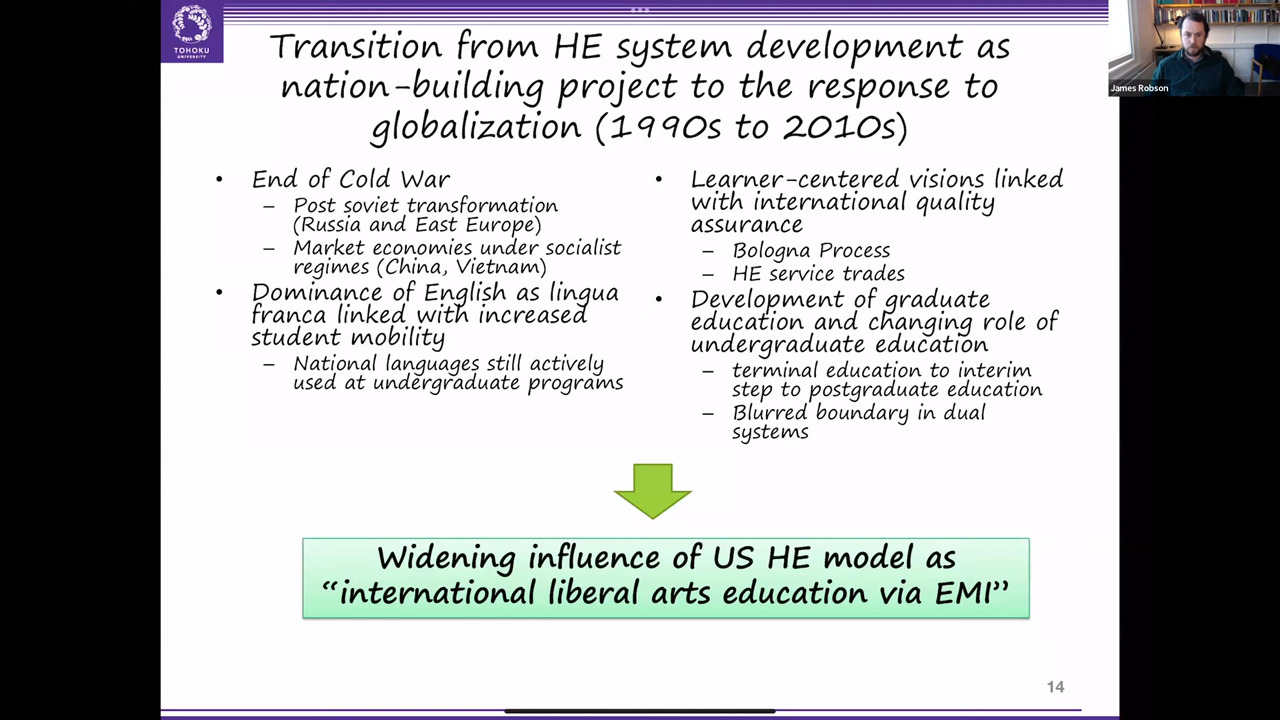 TOHOKU
UNIVERSITY
Transition from HE system development as
nation-building project to the response to
globalization (1990s to 2010s)
• End of Cold War
– Post soviet transformation
(Russia and East Europe)
– Market economies under socialist
regimes (China, Vietnam)
• Dominance of English as lingua
franca linked with increased
student mobility
– National languages still actively
used at undergraduate programs
• Learner-centered visions linked
with international quality
assurance
– Bologna Process
– HE service trades
• Development of graduate
education and changing role of
undergraduate education
– terminal education to interim
step to postgraduate education
– Blurred boundary in dual
systems
Widening influence of US HE model as
“international liberal arts education via EMI”
14
James Robson